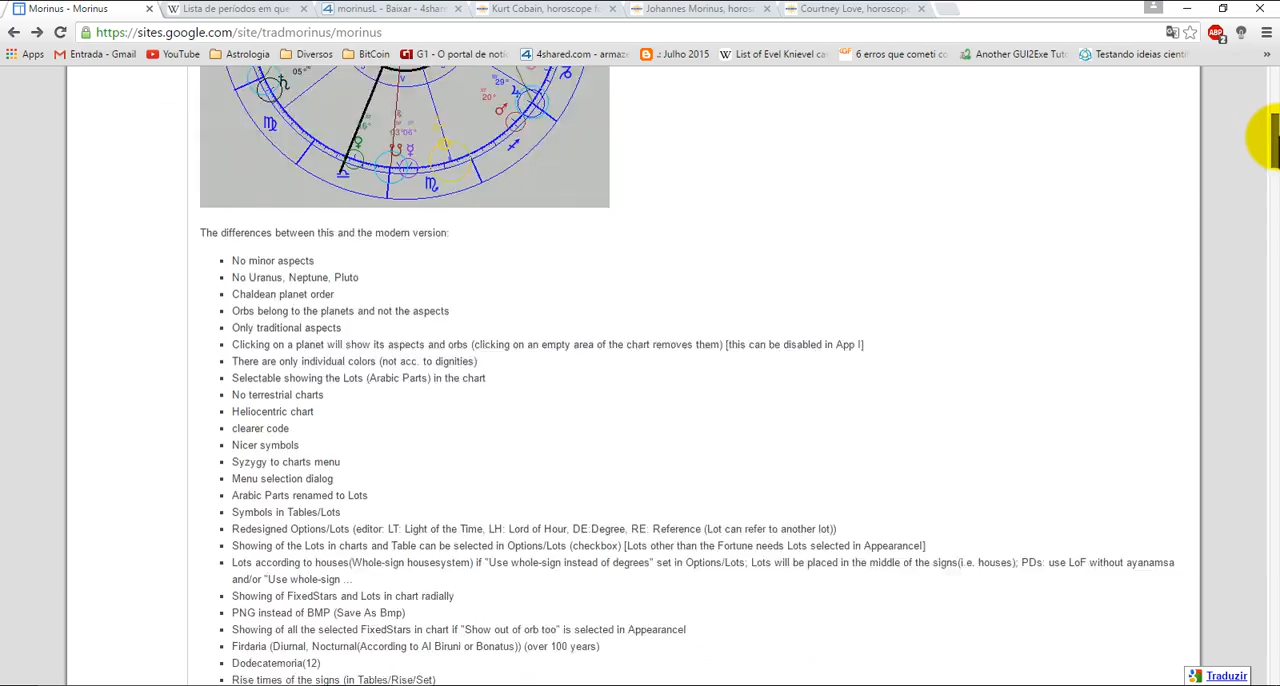 Morinus - Morinus
Lista de períodos em que
morinusL - Baixar - 4shar
Kurt Cobain, horoscope f
Johannes Morinus, horos
Courtney Love, horoscope
https://sites.google.com/site/tradmorinus/morinus
Apps
Entrada - Gmail
YouTube
Astrologia
Diversos
BitCoin
G1 - O portal de notí
4shared.com - armaze
.: Julho 2015
List of Evel Knievel ca
6 erros que cometi co
Another GUI2Exe Tuto
Testando ideias cientí
»
The differences between this and the modern version:
No minor aspects
No Uranus, Neptune, Pluto
Chaldean planet order
Orbs belong to the planets and not the aspects
Only traditional aspects
Clicking on a planet will show its aspects and orbs (clicking on an empty area of the chart removes them) [this can be disabled in App I]
There are only individual colors (not acc. to dignities)
Selectable showing the Lots (Arabic Parts) in the chart
No terrestrial charts
Heliocentric chart
clearer code
Nicer symbols
Syzygy to charts menu
Menu selection dialog
Arabic Parts renamed to Lots
Symbols in Tables/Lots
Redesigned Options/Lots (editor: LT: Light of the Time, LH: Lord of Hour, DE:Degree, RE: Reference (Lot can refer to another lot))
Showing of the Lots in charts and Table can be selected in Options/Lots (checkbox) [Lots other than the Fortune needs Lots selected in AppearanceI]
Lots according to houses(Whole-sign housesystem) if "Use whole-sign instead of degrees" set in Options/Lots; Lots will be placed in the middle of the signs(i.e. houses); PDs: use LoF without ayanamsa
and/or "Use whole-sign ...
Showing of FixedStars and Lots in chart radially
PNG instead of BMP (Save As Bmp)
Showing of all the selected FixedStars in chart if "Show out of orb too" is selected in AppearanceI
Firdaria (Diurnal, Nocturnal(According to Al Biruni or Bonatus)) (over 100 years)
Dodecatemoria(12)
Rise times of the signs (in Tables/Rise/Set)
Traduzir